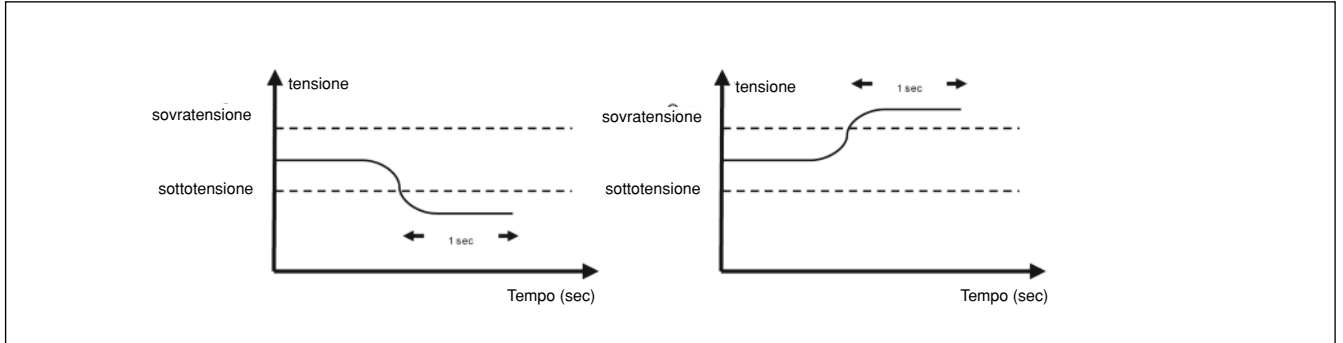 tensione
sovratensione
sottotensione
1 sec
Tempo (sec)
tensione
1 sec
sovratensione
sottotensione
Tempo (sec)